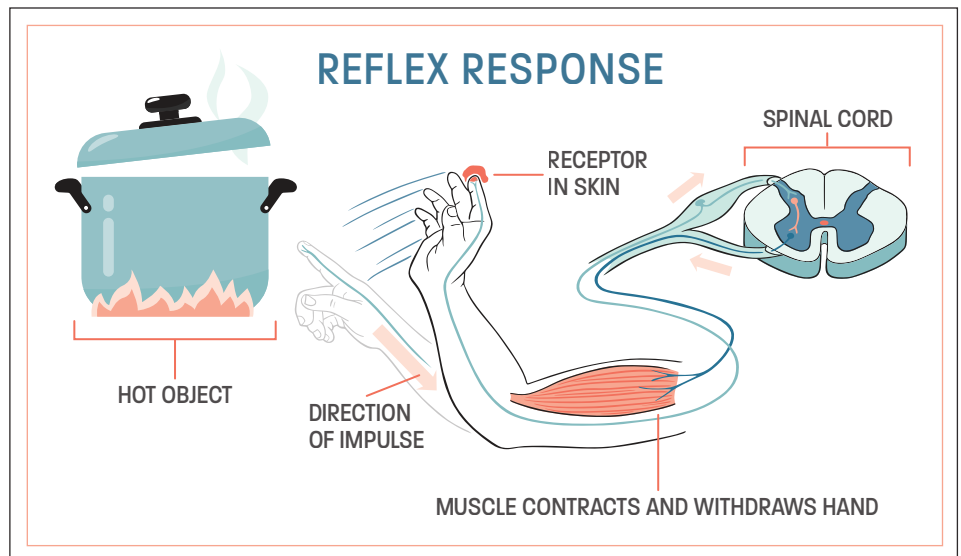 REFLEX RESPONSE
SPINAL CORD
RECEPTOR
IN SKIN
HOT OBJECT
DIRECTION
OF IMPULSE
MUSCLE CONTRACTS AND WITHDRAWS HAND